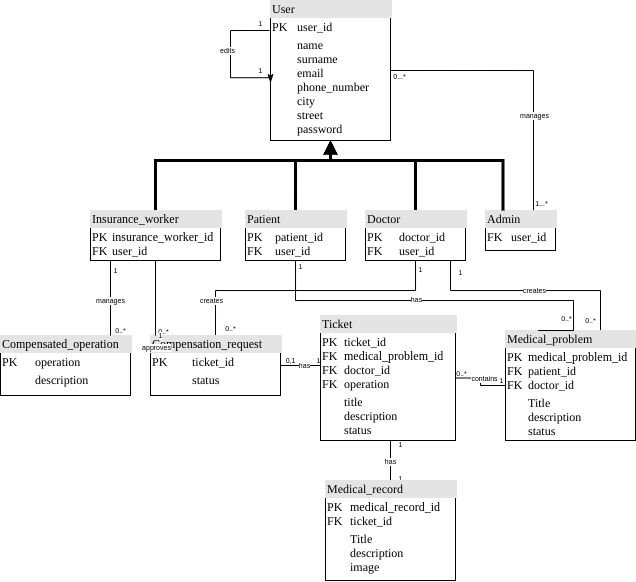 User
PK user_id
name
surname
email
phone_number
city
street
password
1
edits
1
0..*
manages
1...*
Insurance_worker
PK insurance_worker_id
FK user_id
Patient
PK patient_id
FK user_id
Doctor
PK doctor_id
FK user_id
Admin
FK user_id
1
manages
0..*
0..*
1
approves
1
creates
0..*
1
has
0..*
1
creates
0..*
Compensated_operation
PK operation
description
Compensation_request
PK ticket_id
status
0,1
has
1
Ticket
PK ticket_id
FK medical_problem_id
FK doctor_id
FK operation
title
description
status
0..*
contains
1
Medical_problem
PK medical_problem_id
FK patient_id
FK doctor_id
Title
description
status
1
has
1
Medical_record
PK medical_record_id
FK ticket_id
Title
description
image